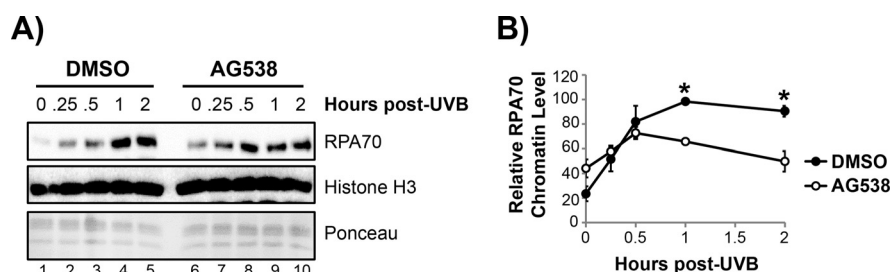 A)
DMSO AG538
0 .25 .5 1 2 0 .25 .5 1 2 Hours post-UVB
RPA70
Histone H3
Ponceau
1 2 3 4 5 6 7 8 9 10
B)
Relative RPA70
Chromatin Level
120
100
80
60
40
20
0
* *
0 0.5 1 1.5 2
Hours post-UVB
DMSO
AG538